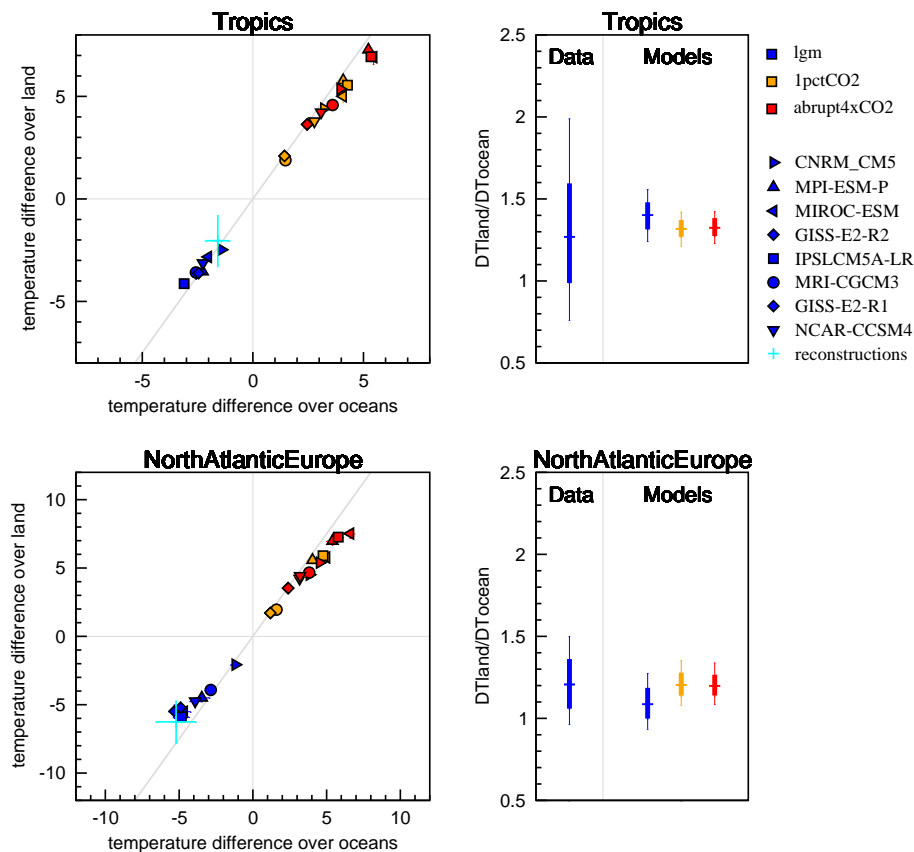 Tropics
temperature difference over land
5
0
-5
-5
0
5
temperature difference over oceans
Tropics
Data
Models
DTland/DTocean
2.5
2
1.5
1
0.5
lgm
1pctCO2
abrupt4xCO2
CNRM_CM5
MPI-ESM-P
MIROC-ESM
GISS-E2-R2
IPSLCM5A-LR
MRI-CGCM3
GISS-E2-R1
NCAR-CCSM4
reconstructions
NorthAtlanticEurope
temperature difference over land
10
5
0
-5
-10
-10
-5
0
5
10
temperature difference over oceans
NorthAtlanticEurope
Data
Models
DTland/DTocean
2.5
2
1.5
1
0.5